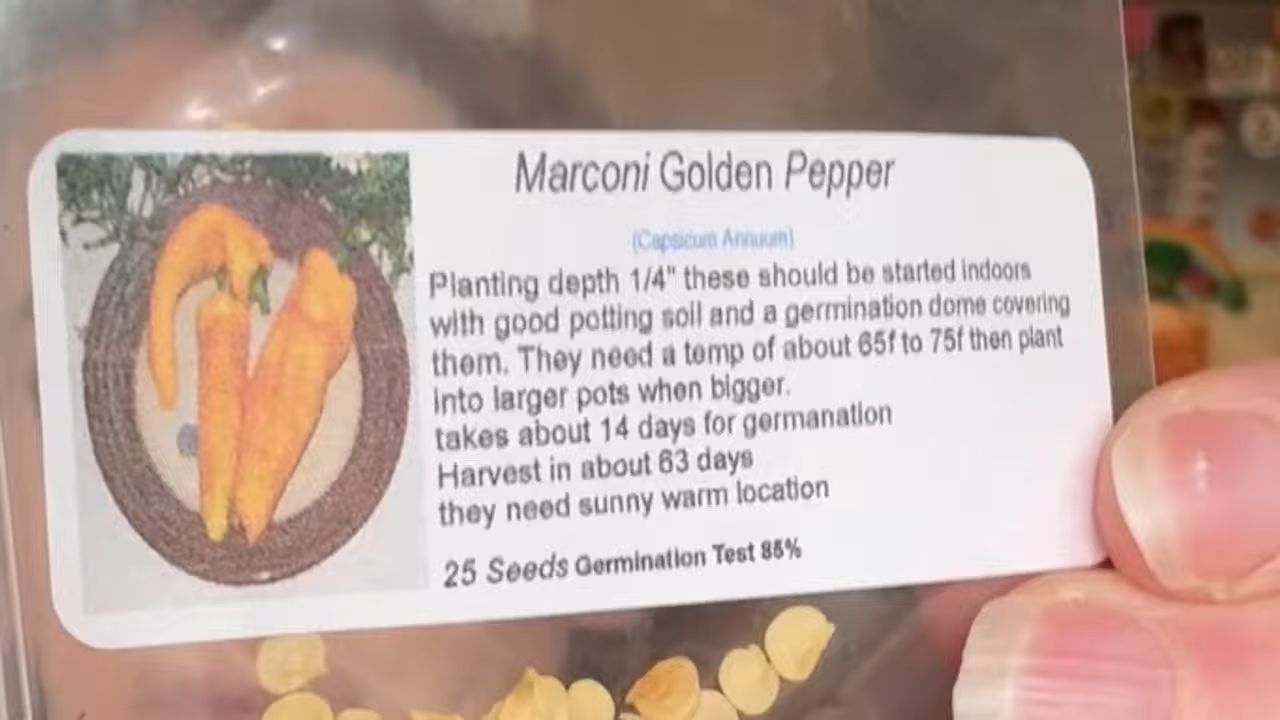 Marconi Golden Pepper
(Capsicum Annuum)
Planting depth 1/4" these should be started indoors
with good potting soil and a germination dome covering
them. They need a temp of about 65f to 75f then plant
into larger pots when bigger.
takes about 14 days for germanation
Harvest in about 63 days
they need sunny warm location
25 Seeds Germination Test 85%